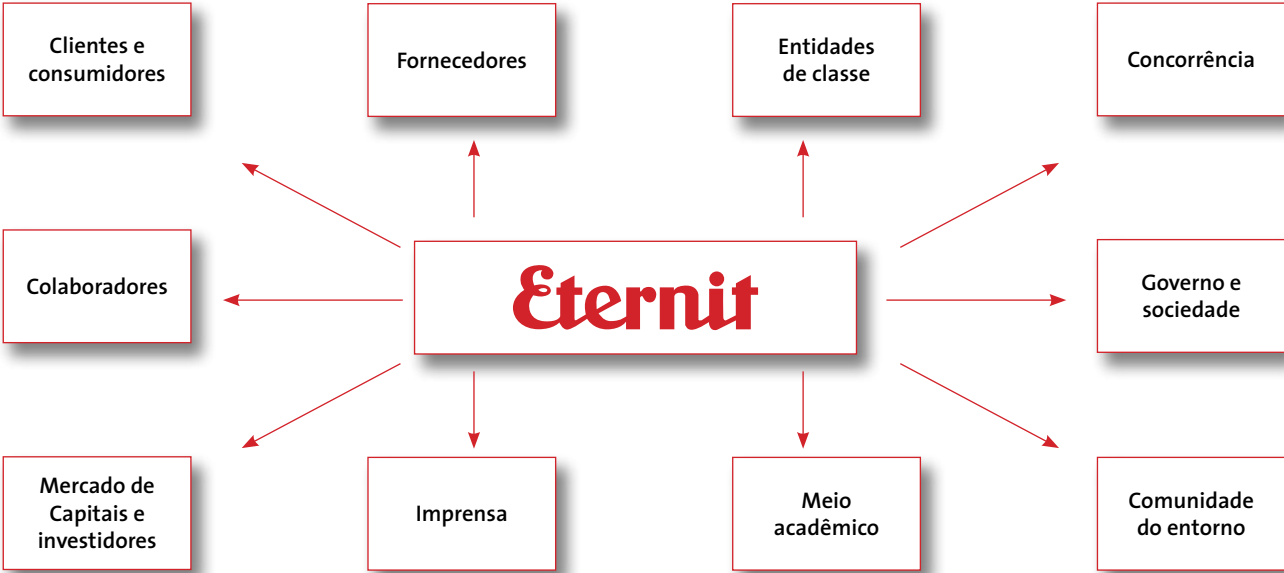 Clientes e
consumidores
Fornecedores
Entidades
de classe
Concorrência
Colaboradores
Eternit
Governo e
sociedade
Mercado de
Capitais e
investidores
Imprensa
Meio
acadêmico
Comunidade
do entorno